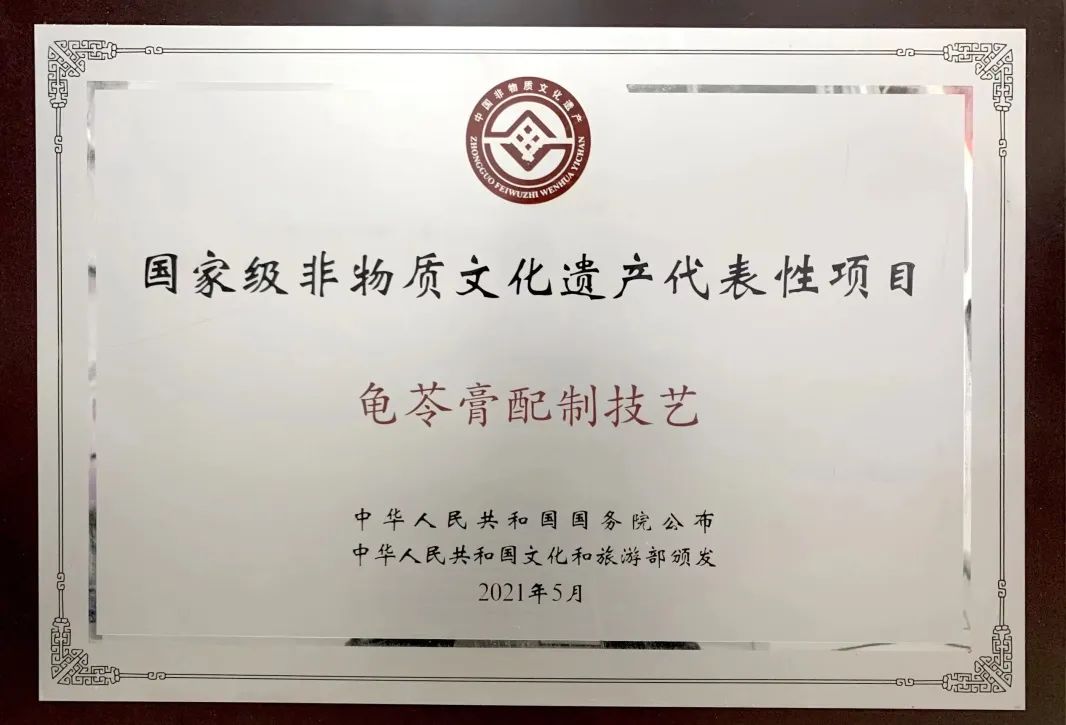 中国非物质文化遗产
ZHONGGUO FEIWUZHI WENHUA YICHAN
国家级非物质文化遗产代表性项目
龟苓膏配制技艺
中华人民共和国国务院公布
中华人民共和国文化和旅游部颁发
2021年5月